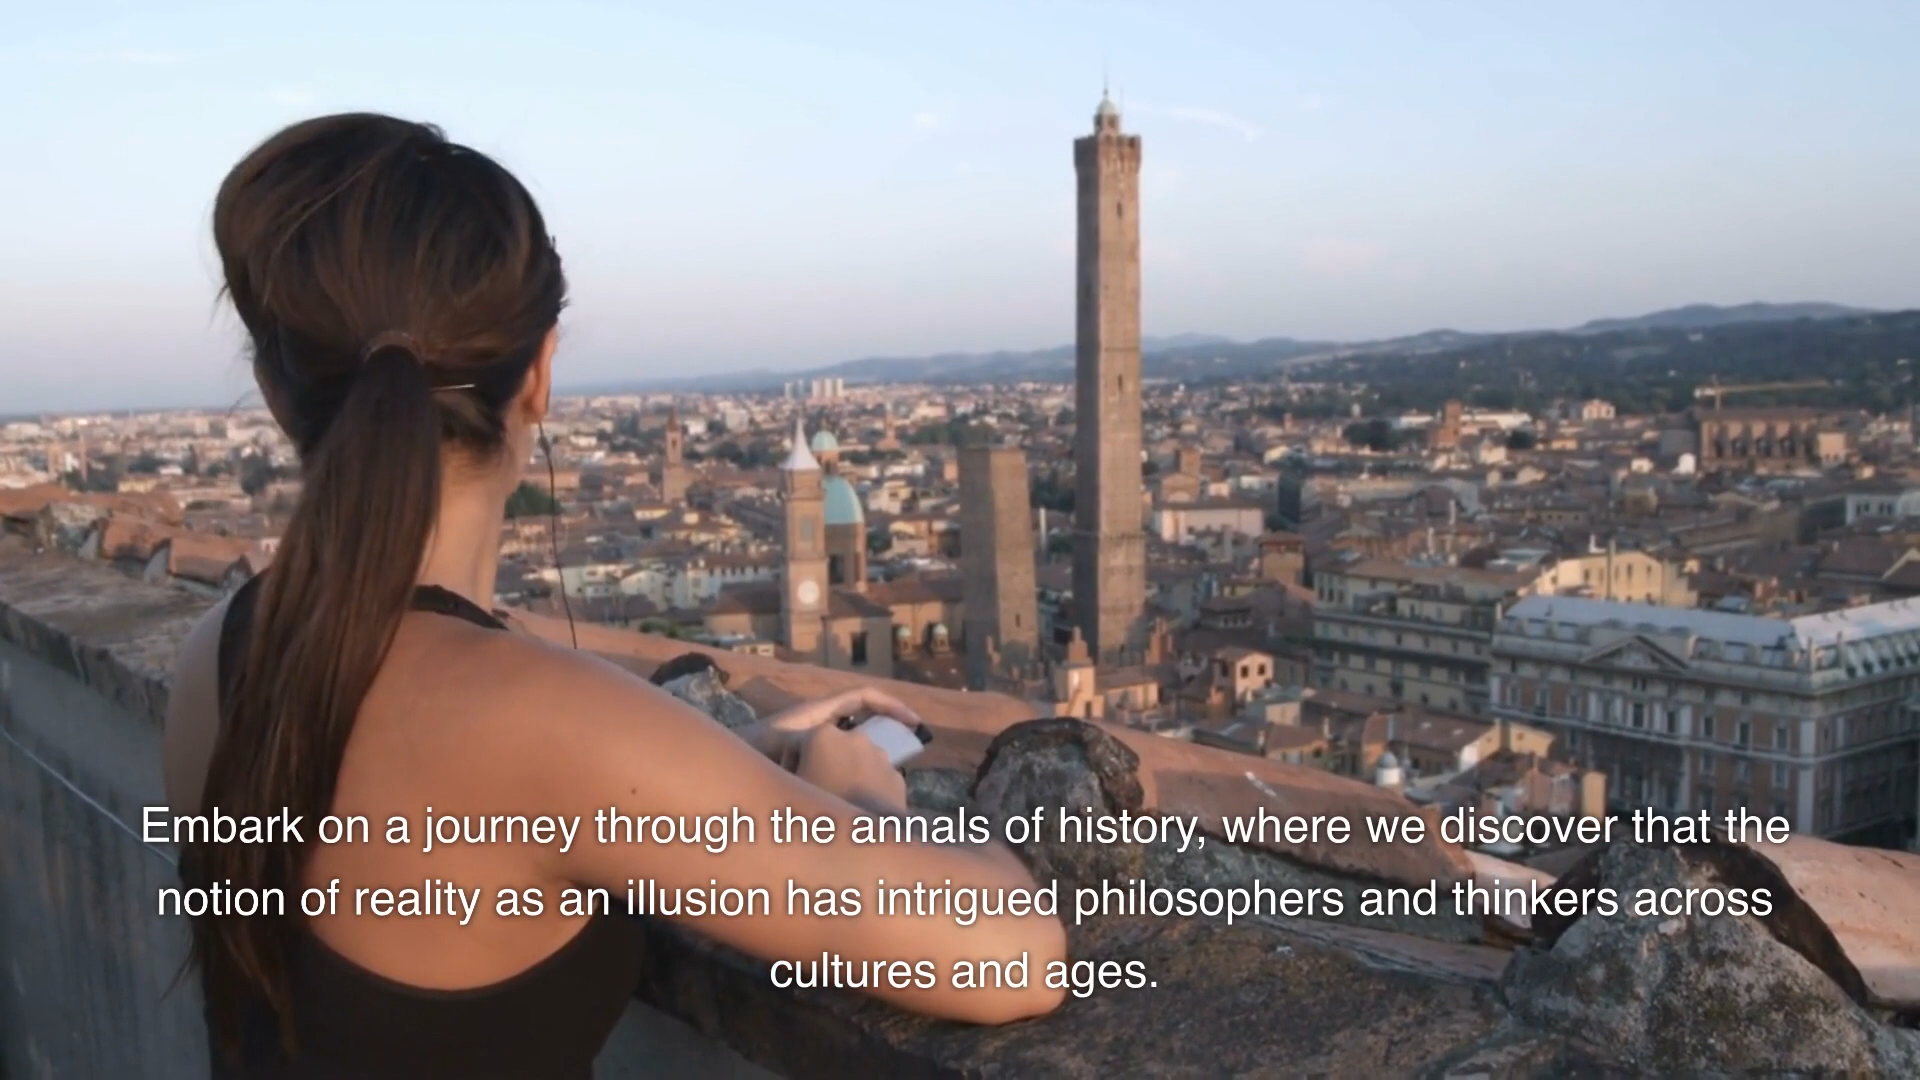 Embark on a journey through the annals of history, where we discover that the
notion of reality as an illusion has intrigued philosophers and thinkers across
cultures and ages.